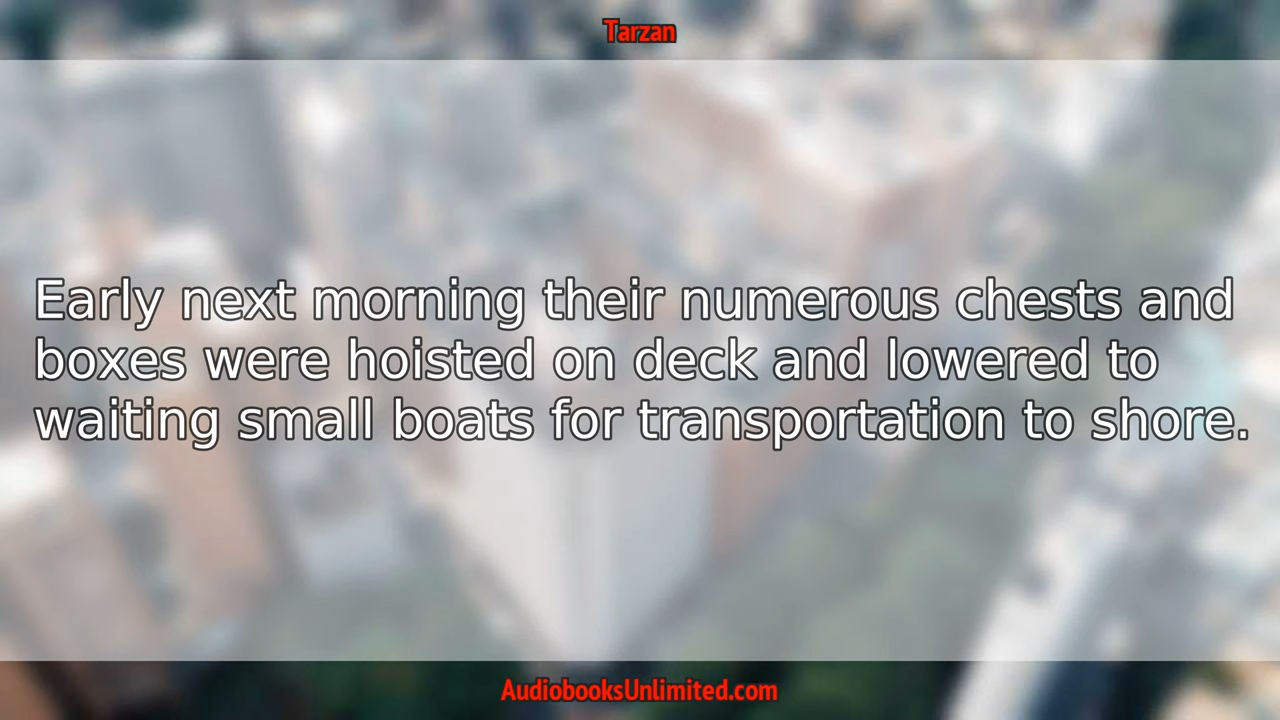 Tarzan
Early next morning their numerous chests and
boxes were hoisted on deck and lowered to
waiting small boats for transportation to shore.
AudiobooksUnlimited.com